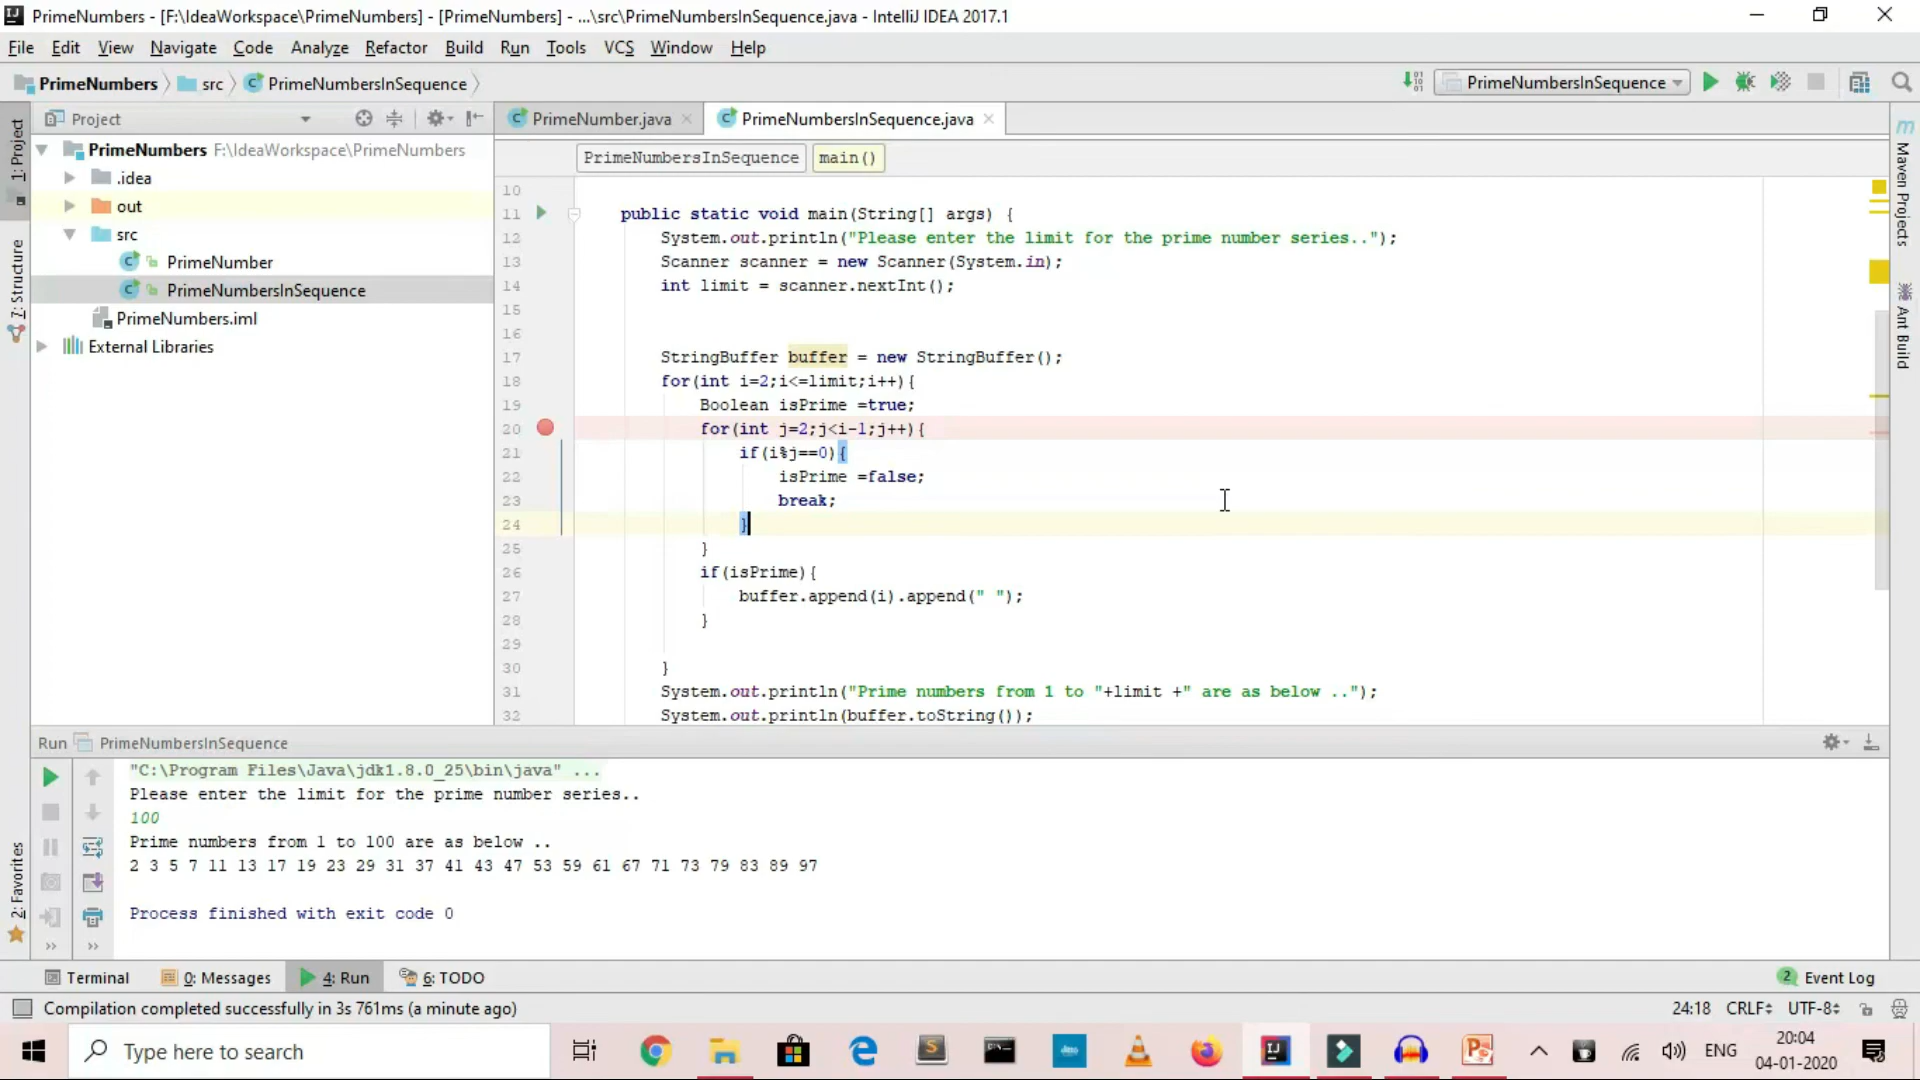 PrimeNumbers - [F:\IdeaWorkspace\PrimeNumbers] - [PrimeNumbers] - ...\src\PrimeNumbersInSequence.java - IntelliJ IDEA 2017.1
File Edit View Navigate Code Analyze Refactor Build Run Tools VCS Window Help
PrimeNumbers src PrimeNumbersInSequence
PrimeNumbersInSequence
Project
PrimeNumber.java PrimeNumbersInSequence.java
PrimeNumbersInSequence main()
1: Project
7: Structure
2: Favorites
PrimeNumbers F:\IdeaWorkspace\PrimeNumbers
.idea
out
src
PrimeNumber
PrimeNumbersInSequence
PrimeNumbers.iml
External Libraries
10
11 public static void main(String[] args) {
12 System.out.println("Please enter the limit for the prime number series..");
13 Scanner scanner = new Scanner(System.in);
14 int limit = scanner.nextInt();
15
16
17 StringBuffer buffer = new StringBuffer();
18 for(int i=2;i<=limit;i++){
19 Boolean isPrime =true;
20 for(int j=2;j<i-1;j++){
21 if(i%j==0){
22 isPrime =false;
23 break;
24 }
25 }
26 if(isPrime){
27 buffer.append(i).append(" ");
28 }
29
30 }
31 System.out.println("Prime numbers from 1 to "+limit +" are as below ..");
32 System.out.println(buffer.toString());
Maven Projects
Ant Build
Run PrimeNumbersInSequence
"C:\Program Files\Java\jdk1.8.0_25\bin\java" ...
Please enter the limit for the prime number series..
100
Prime numbers from 1 to 100 are as below ..
2 3 5 7 11 13 17 19 23 29 31 37 41 43 47 53 59 61 67 71 73 79 83 89 97
Process finished with exit code 0
Terminal 0: Messages 4: Run 6: TODO 2 Event Log
Compilation completed successfully in 3s 761ms (a minute ago) 24:18 CRLF UTF-8
Type here to search
ENG
20:04
04-01-2020